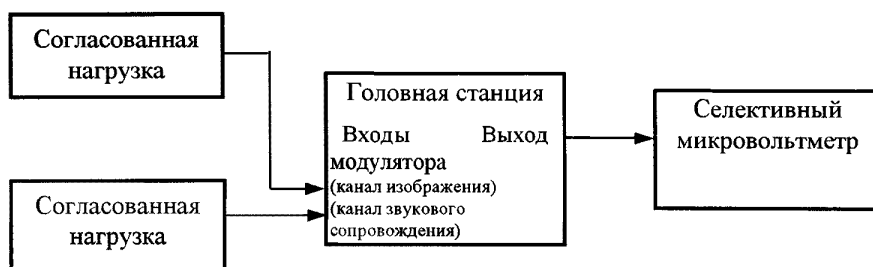 Согласованная
нагрузка
Согласованная
нагрузка
Головная станция
Входы Выход
модулятора
(канал изображения)
(канал звукового
сопровождения)
Селективный
микровольтметр